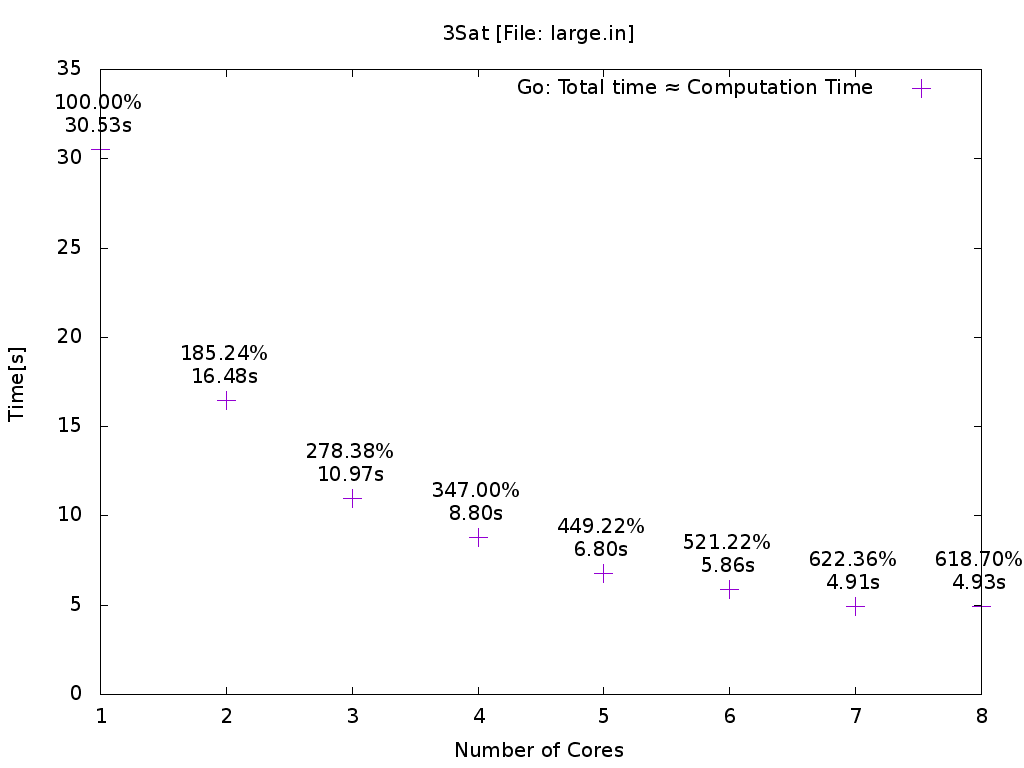 3Sat [File: large.in]
Go: Total time ≈ Computation Time
35
30
25
20
15
10
5
0
Time[s]
100.00%
30.53s
185.24%
16.48s
278.38%
10.97s
347.00%
8.80s
449.22%
6.80s
521.22%
5.86s
622.36%
4.91s
618.70%
4.93s
1 2 3 4 5 6 7 8
Number of Cores